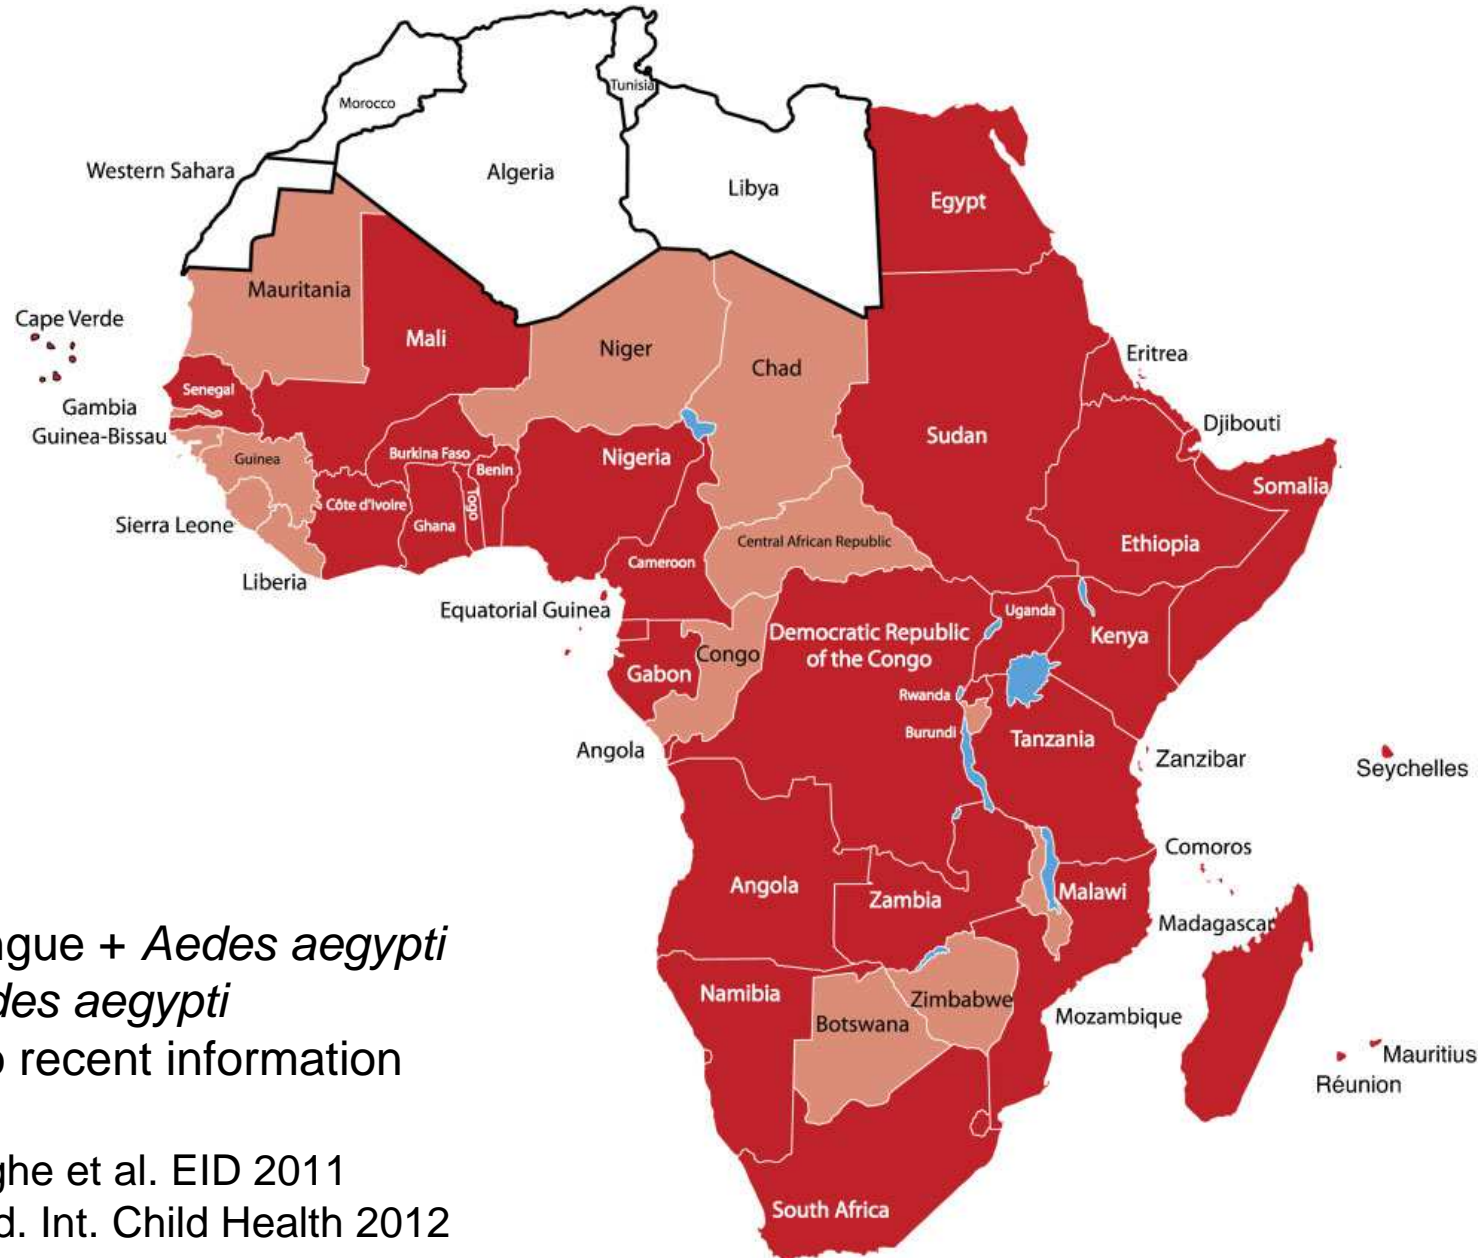 Tunisia
Morocco
Western Sahara
Algeria
Libya
Egypt
Mauritania
Cape Verde
Mali
Niger
Chad
Eritrea
Senegal
Gambia
Djibouti
Guinea-Bissau
Sudan
Burkina Faso
Nigeria
Guinea
Benin
Somalia
Togo
Côte d'Ivoire
Ghana
Sierra Leone
Central African Republic
Ethiopia
Cameroon
Liberia
Equatorial Guinea
Uganda
Kenya
Democratic Republic
of the Congo
Congo
Gabon
Rwanda
Burundi
Tanzania
Angola
Zanzibar
Seychelles
Comoros
Angola
Zambia
Malawi
Madagascar
ngue + Aedes aegypti
des aegypti
Namibia
Zimbabwe
Botswana
Mozambique
o recent information
Mauritius
Réunion
ghe et al. EID 2011
d. Int. Child Health 2012
South Africa